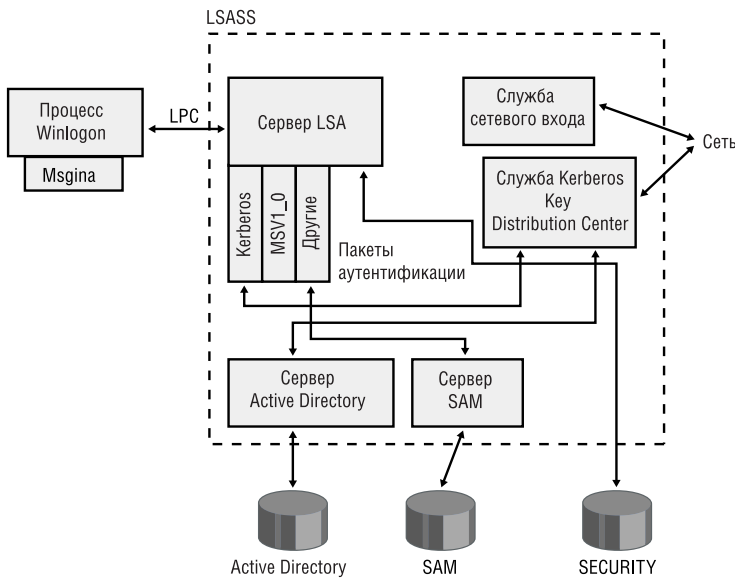 LSASS
Процесс
Winlogon
Msgina
LPC
Сервер LSA
Kerberos
MSV1_0
Другие
Пакеты
аутентификации
Служба
сетевого входа
Служба Kerberos
Key
Distribution Center
Сеть
Сервер
Active Directory
Сервер
SAM
Active Directory
SAM
SECURITY